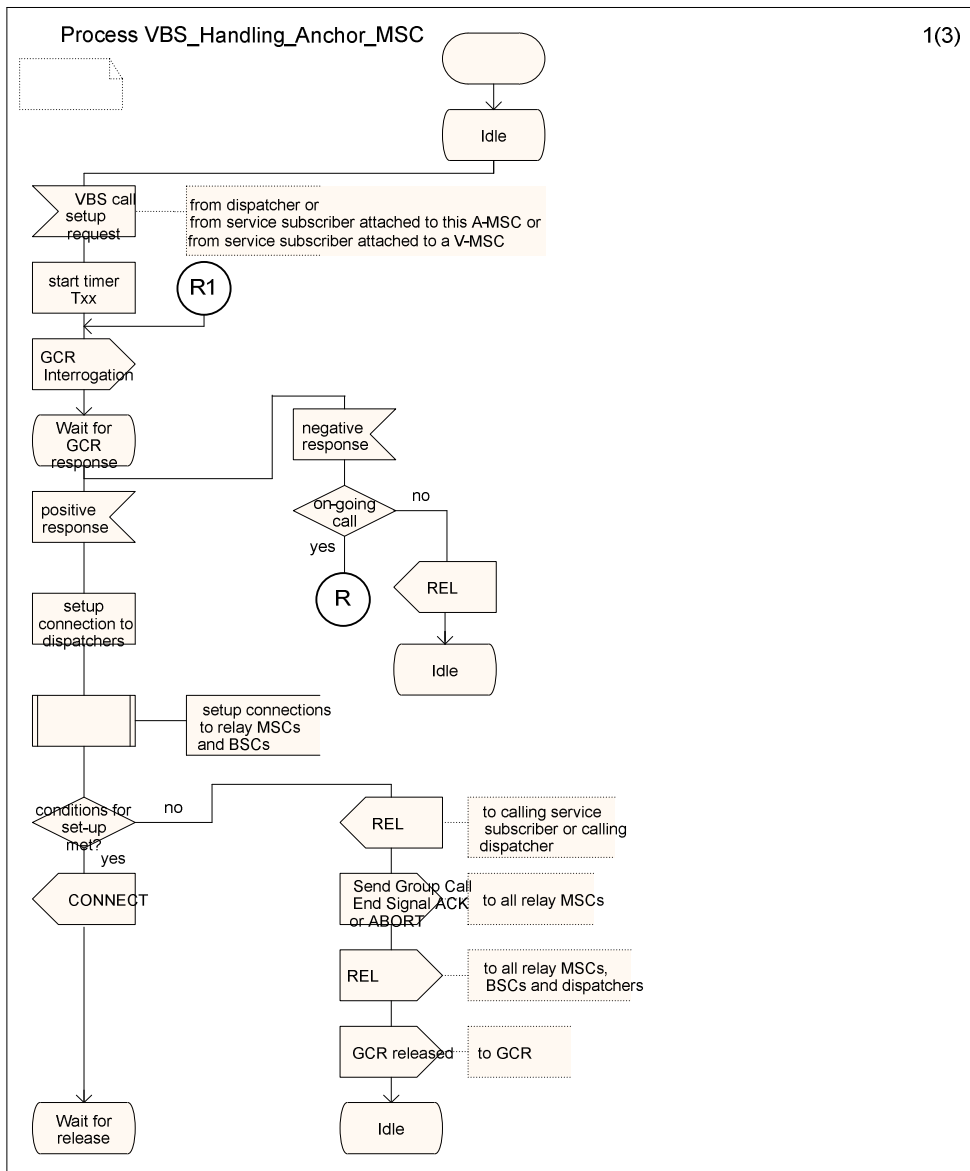 Process VBS_Handling_Anchor_MSC
1(3)
Idle
VBS call
setup
request
from dispatcher or
from service subscriber attached to this A-MSC or
from service subscriber attached to a V-MSC
start timer
Txx
R1
GCR
Interrogation
Wait for
GCR
response
negative
response
positive
response
on-going
call
no
yes
R
REL
setup
connection to
dispatchers
Idle
setup connections
to relay MSCs
and BSCs
conditions for
set-up
met?
no
yes
REL
to calling service
subscriber or calling
dispatcher
CONNECT
Send Group Call
End Signal ACK
or ABORT
to all relay MSCs
REL
to all relay MSCs,
BSCs and dispatchers
GCR released
to GCR
Wait for
release
Idle